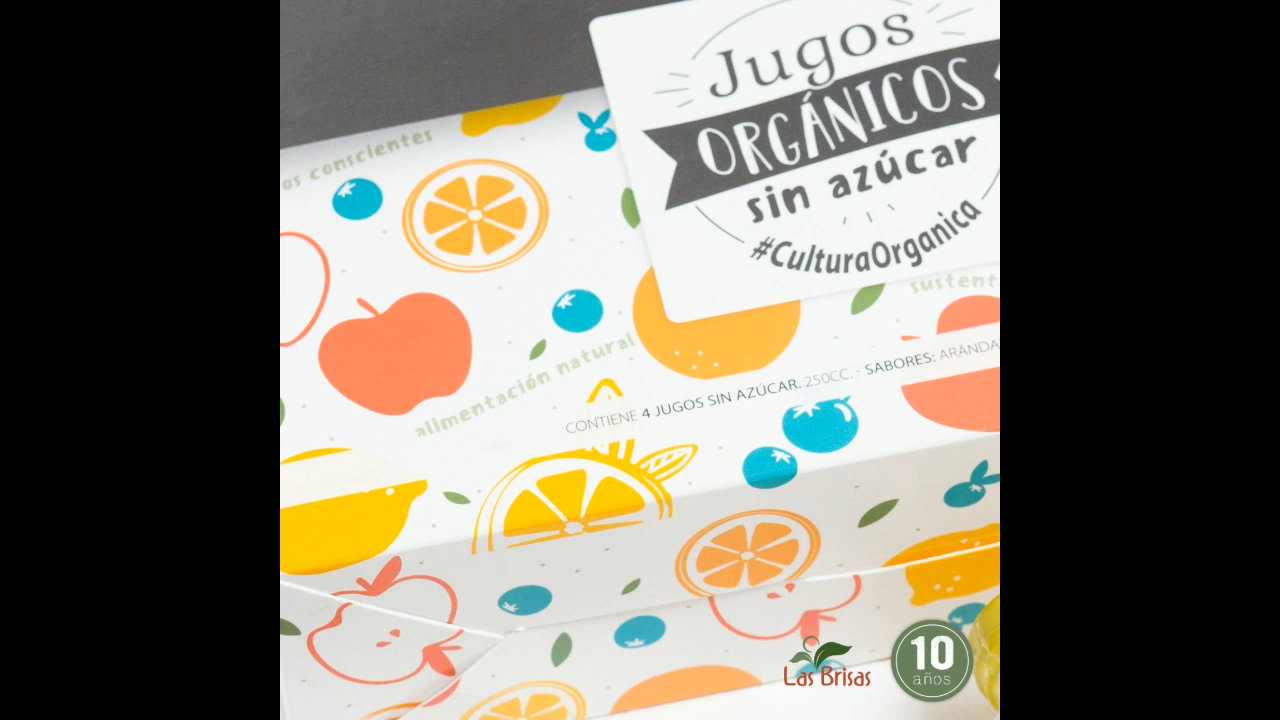 Jugos
ORGÁNICOS
sin azúcar
#CulturaOrganica
os conscientes
sustent
alimentación natural
CONTIENE 4 JUGOS SIN AZÚCAR. 250CC. - SABORES: ARÁNDA
Las Brisas
10
años